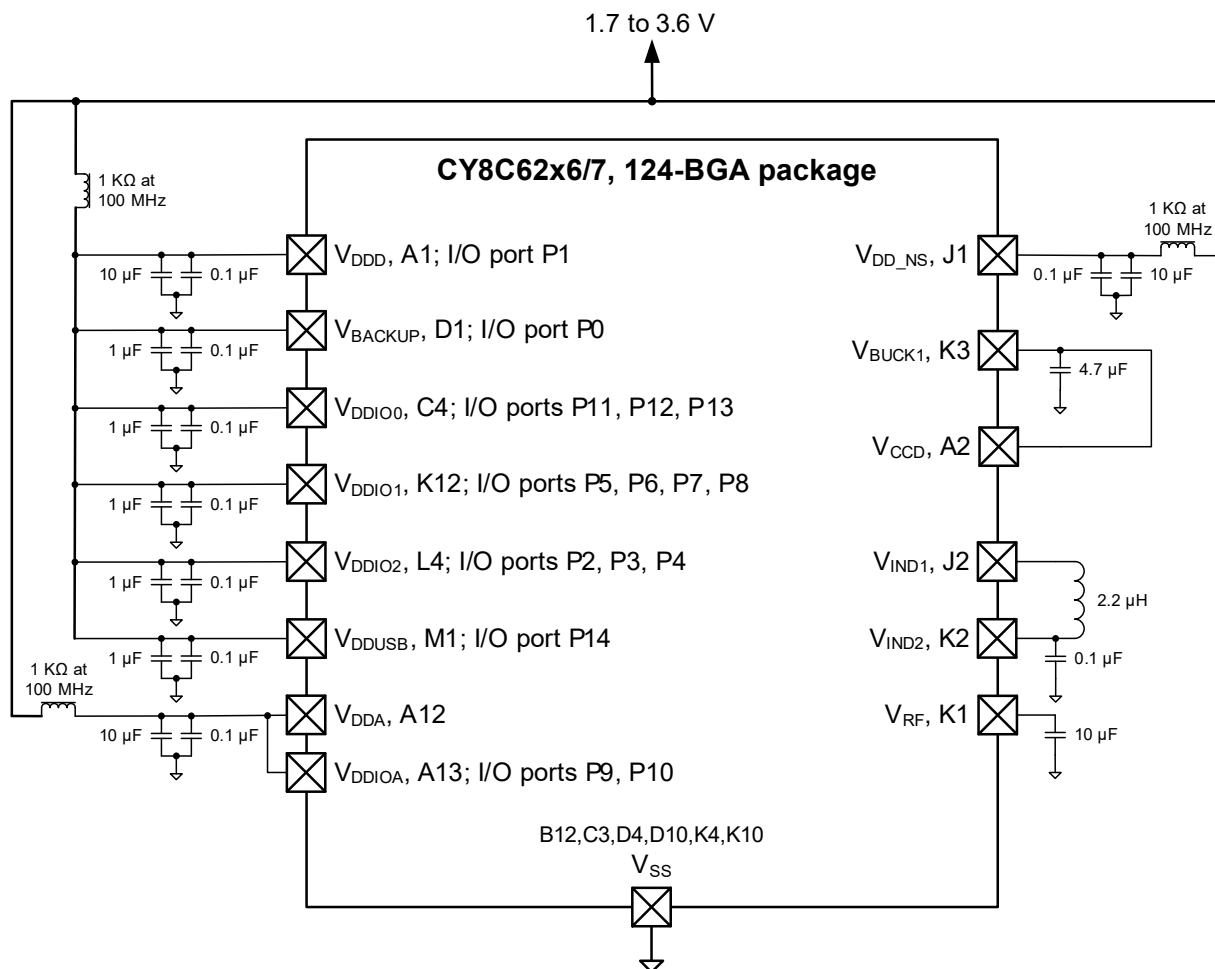 1.7 to 3.6 V
CY8C62x6/7, 124-BGA package
1 KΩ at
100 MHz
VDDD, A1; I/O port P1
10 µF
0.1 µF
VBACKUP, D1; I/O port P0
1 µF
0.1 µF
VDDIO0, C4; I/O ports P11, P12, P13
1 µF
0.1 µF
VDDIO1, K12; I/O ports P5, P6, P7, P8
1 µF
0.1 µF
VDDIO2, L4; I/O ports P2, P3, P4
1 µF
0.1 µF
VDDUSB, M1; I/O port P14
1 µF
0.1 µF
1 KΩ at
100 MHz
VDDA, A12
10 µF
0.1 µF
VDDIOA, A13; I/O ports P9, P10
1 KΩ at
100 MHz
VDD_NS, J1
0.1 µF
10 µF
VBUCK1, K3
4.7 µF
VCCD, A2
VIND1, J2
2.2 µH
VIND2, K2
0.1 µF
VRF, K1
10 µF
B12,C3,D4,D10,K4,K10
VSS